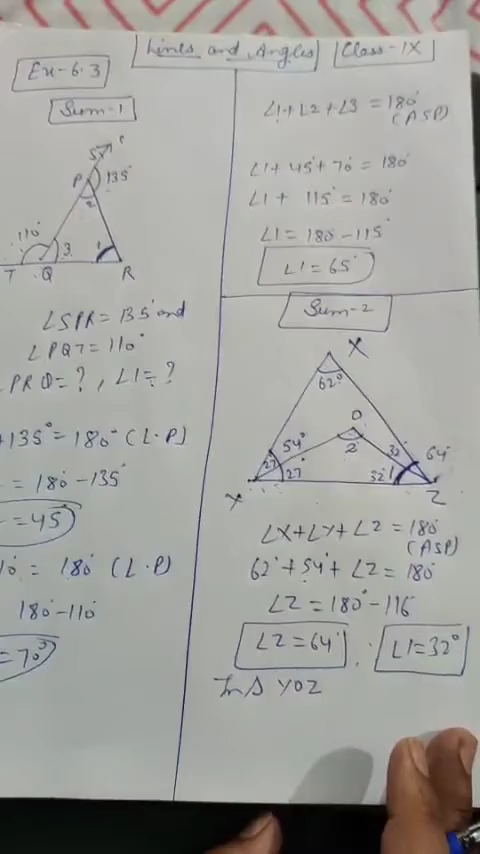 Lines and Angles Class-IX
Ex-6.3
Sum-1
S
P 135°
2
110°
3 1
T Q R
∠SPR = 135° and
∠PQT = 110°
∠PRQ = ?, ∠1 = ?
+135° = 180° (L.P)
= 180-135°
= 45°
10° = 180° (L.P)
180-110°
= 70°
∠1+∠2+∠3 = 180°
(ASP)
∠1+45°+70° = 180°
∠1+ 115° = 180°
∠1 = 180-115°
∠1 = 65°
Sum-2
X
62°
O
54° 2 32° 64°
27° 27° 32° 1
Y Z
∠X+∠Y+∠Z = 180°
(ASP)
62°+54°+∠Z = 180°
∠Z = 180°-116°
∠Z = 64° ∴ ∠1 = 32°
In Δ YOZ